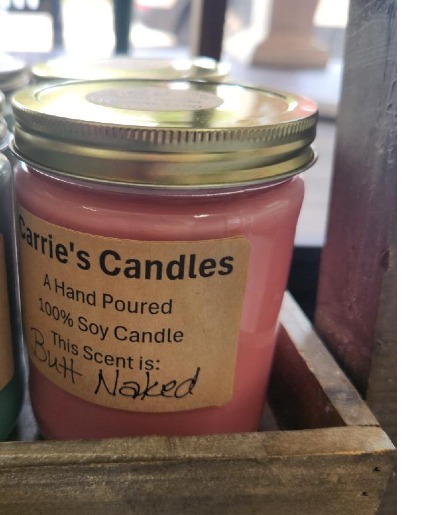 Carrie's Candles
A Hand Poured
100% Soy Candle
This Scent is:
Butt Naked